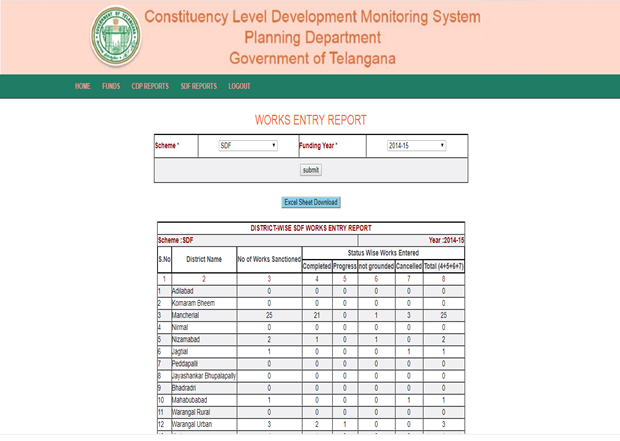 Constituency Level Development Monitoring System
Planning Department
Government of Telangana
HOME FUNDS CDP REPORTS SDF REPORTS LOGOUT
WORKS ENTRY REPORT
Scheme * SDF Funding Year * 2014-15
submit
Excel Sheet Download
DISTRICT-WISE SDF WORKS ENTRY REPORT
Scheme :SDF Year :2014-15
S.No District Name No of Works Sanctioned Status Wise Works Entered
Completed Progress not grounded Cancelled Total (4+5+6+7)
1 2 3 4 5 6 7 8
1 Adilabad 0 0 0 0 0 0
2 Komaram Bheem 0 0 0 0 0 0
3 Mancherial 25 21 0 1 3 25
4 Nirmal 0 0 0 0 0 0
5 Nizamabad 2 1 0 1 0 2
6 Jagtial 1 0 0 0 1 1
7 Peddapalli 0 0 0 0 0 0
8 Jayashankar Bhupalapally 0 0 0 0 0 0
9 Bhadradri 0 0 0 0 0 0
10 Mahabubabad 1 0 0 0 1 1
11 Warangal Rural 0 0 0 0 0 0
12 Warangal Urban 3 2 1 0 0 3